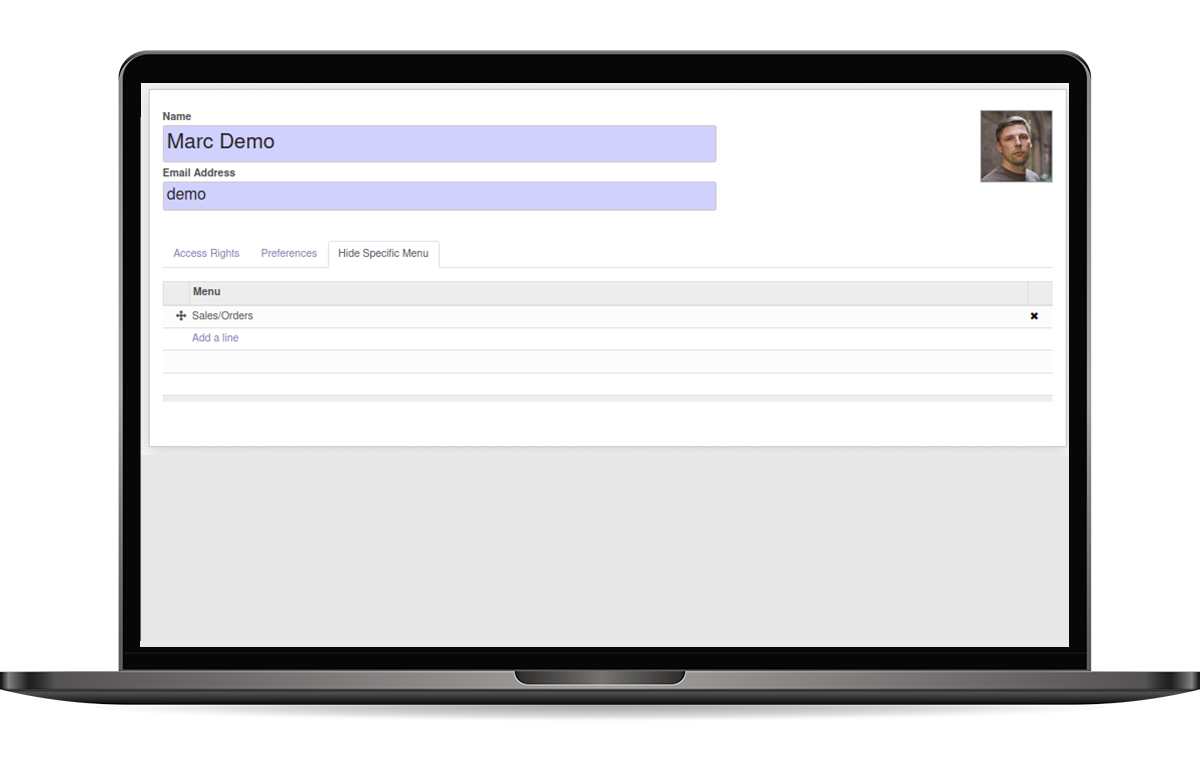 Name
Marc Demo
Email Address
demo
Access Rights Preferences Hide Specific Menu
Menu
Sales/Orders
Add a line